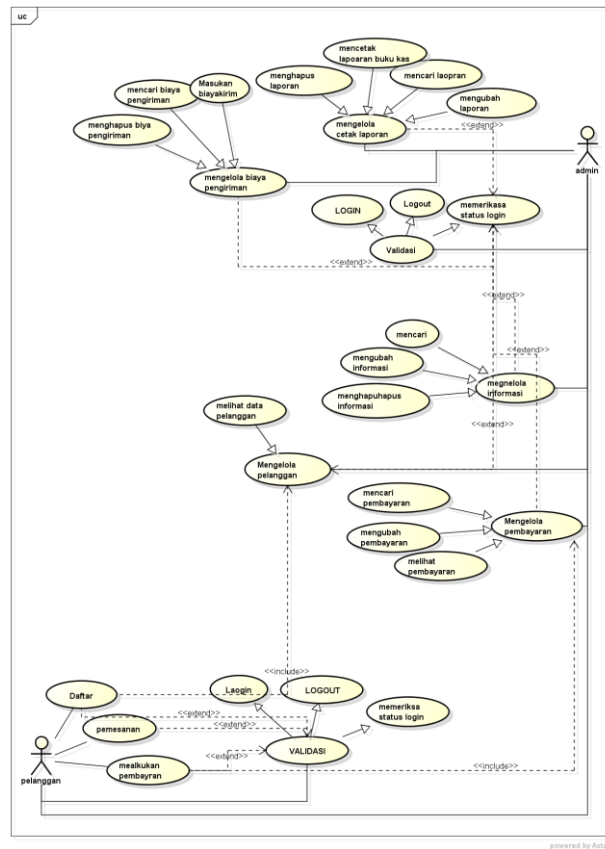 uc
mencetak
lapoaran buku kas
menghapus
laporan
mencari laopran
mengubah
laporan
mencari biaya
pengiriman
Masukan
biayakirim
menghapus biya
pengiriman
mengelola
cetak laporan
<<extend>>
admin
mengelola biaya
pengiriman
LOGIN
Logout
memerikasa
status login
Validasi
<<extend>>
<<extend>>
mencari
<<extend>>
mengubah
informasi
megnelola
informasi
menghapuhapus
informasi
melihat data
pelanggan
<<extend>>
Mengelola
pelanggan
mencari
pembayaran
mengubah
pembayaran
Mengelola
pembayaran
melihat
pembayaran
<<include>>
Daftar
Laogin
LOGOUT
<<extend>>
memeriksa
status login
pemesanan
<<extend>>
VALIDASI
mealkukan
pembayran
<<extend>>
<<include>>
pelanggan
powered by Asta